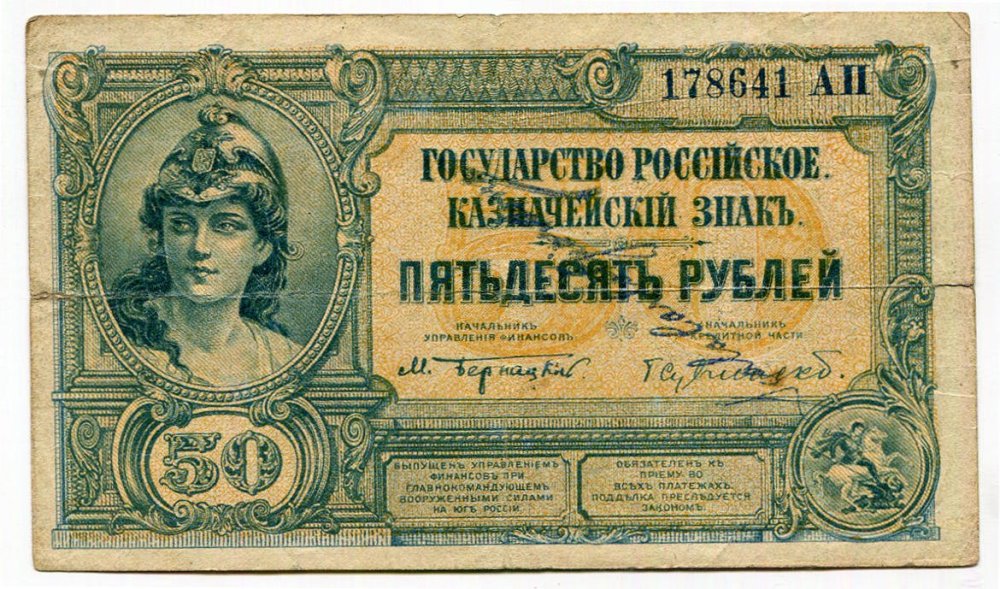 178641 АП
ГОСУДАРСТВО РОССІЙСКОЕ.
КАЗНАЧЕЙСКІЙ ЗНАКЪ.
ПЯТЬДЕСЯТЪ РУБЛЕЙ
НАЧАЛЬНИКЪ
УПРАВЛЕНІЯ ФИНАНСОВЪ
М. Бернацкій.
НАЧАЛЬНИКЪ
КРЕДИТНОЙ ЧАСТИ
50
ВЫПУЩЕНЪ УПРАВЛЕНІЕМЪ
ФИНАНСОВЪ ПРИ
ГЛАВНОКОМАНДУЮЩЕМЪ
ВООРУЖЕННЫМИ СИЛАМИ
НА ЮГѢ РОССІИ.
ОБЯЗАТЕЛЕНЪ КЪ
ПРІЕМУ ВО
ВСѢХЪ ПЛАТЕЖАХЪ.
ПОДДѢЛКА ПРЕСЛѢДУЕТСЯ
ЗАКОНОМЪ.